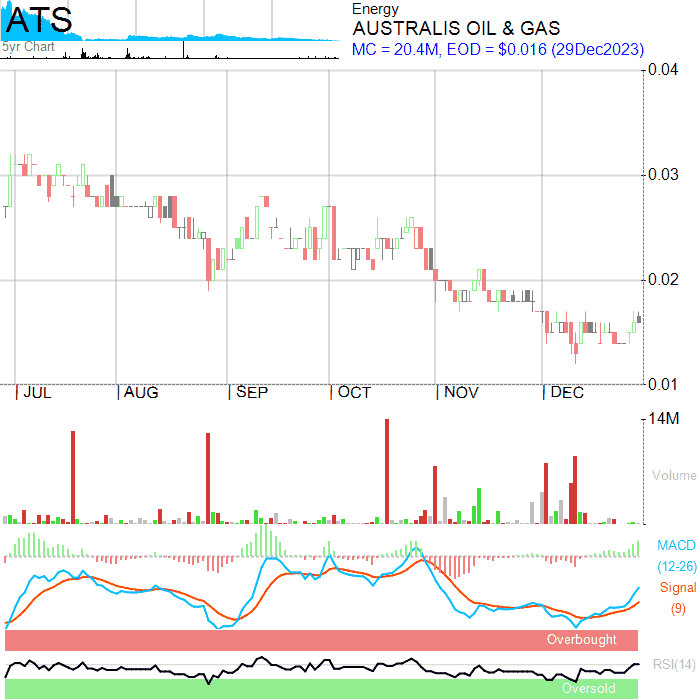 ATS
5yr Chart
Energy
AUSTRALIS OIL & GAS
MC = 20.4M, EOD = $0.016 (29Dec2023)
0.04
0.03
0.02
0.01
JUL AUG SEP OCT NOV DEC
14M
Volume
MACD
(12-26)
Signal
(9)
Overbought
RSI(14)
Oversold